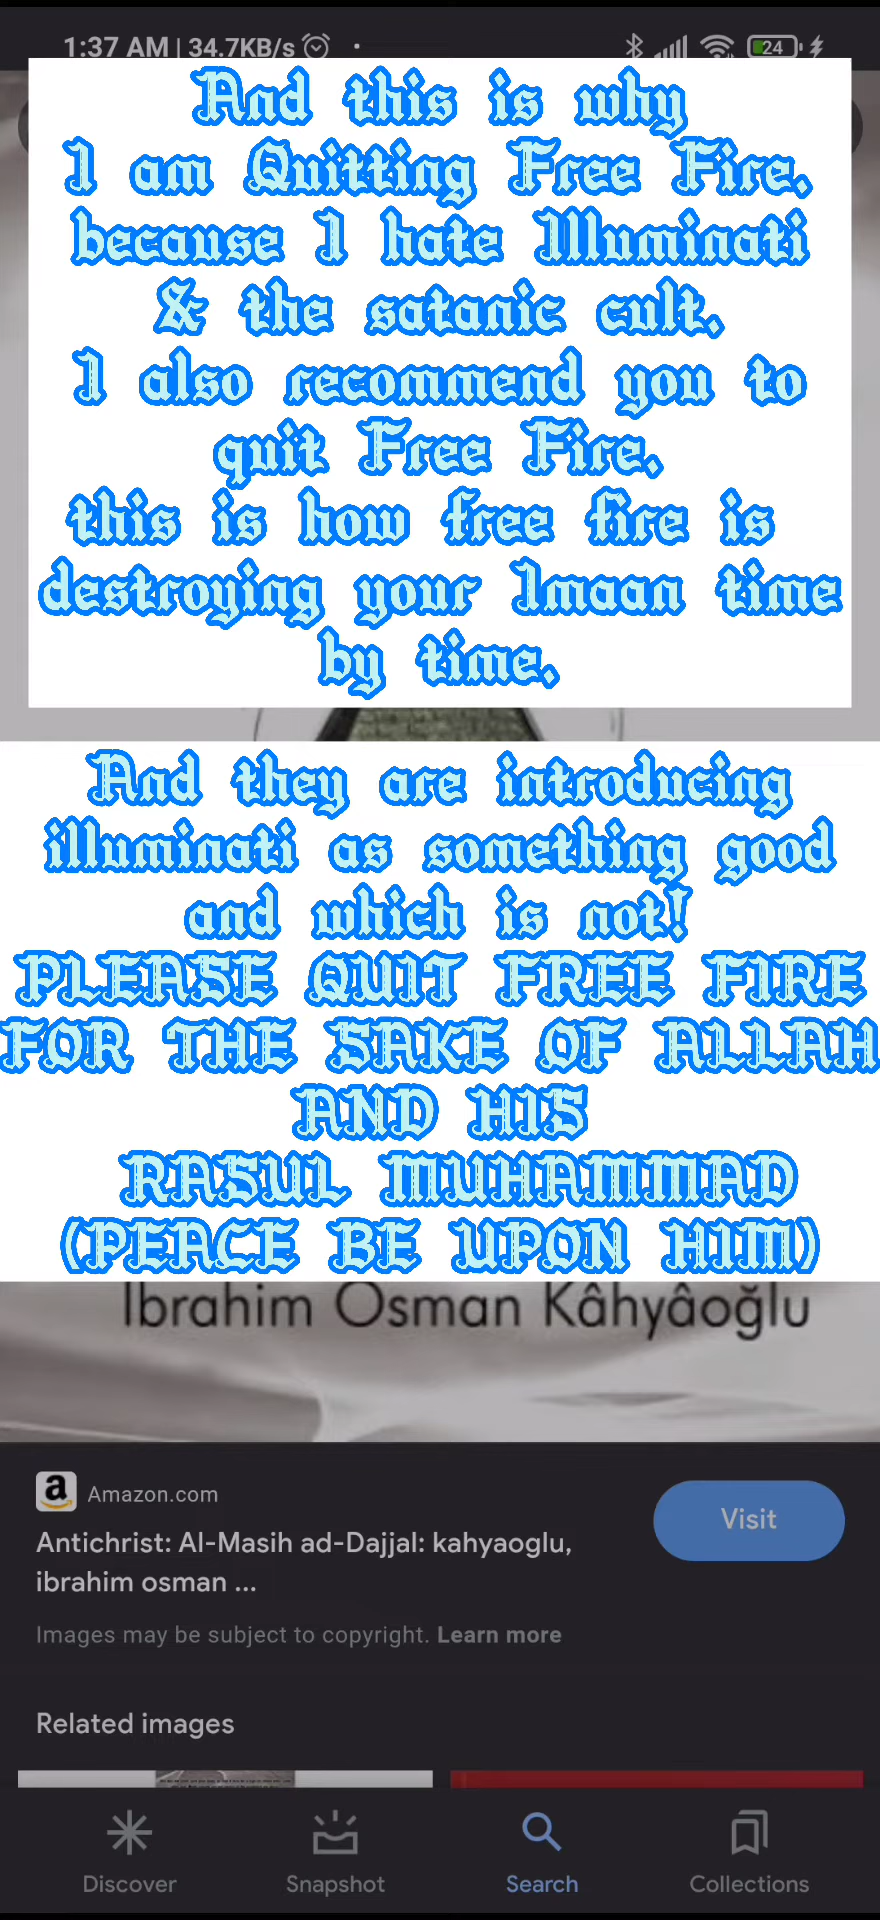 1:37 AM | 34.7KB/s
24
And this is why
I am Quitting Free Fire,
because I hate Illuminati
& the satanic cult,
I also recommend you to
quit Free Fire,
this is how free fire is
destroying your Imaan time
by time,
And they are introducing
illuminati as something good
and which is not!
PLEASE QUIT FREE FIRE
FOR THE SAKE OF ALLAH
AND HIS
RASUL MUHAMMAD
(PEACE BE UPON HIM)
Ibrahim Osman Kâhyâoğlu
Amazon.com
Visit
Antichrist: Al-Masih ad-Dajjal: kahyaoglu,
ibrahim osman ...
Images may be subject to copyright. Learn more
Related images
Discover
Snapshot
Search
Collections